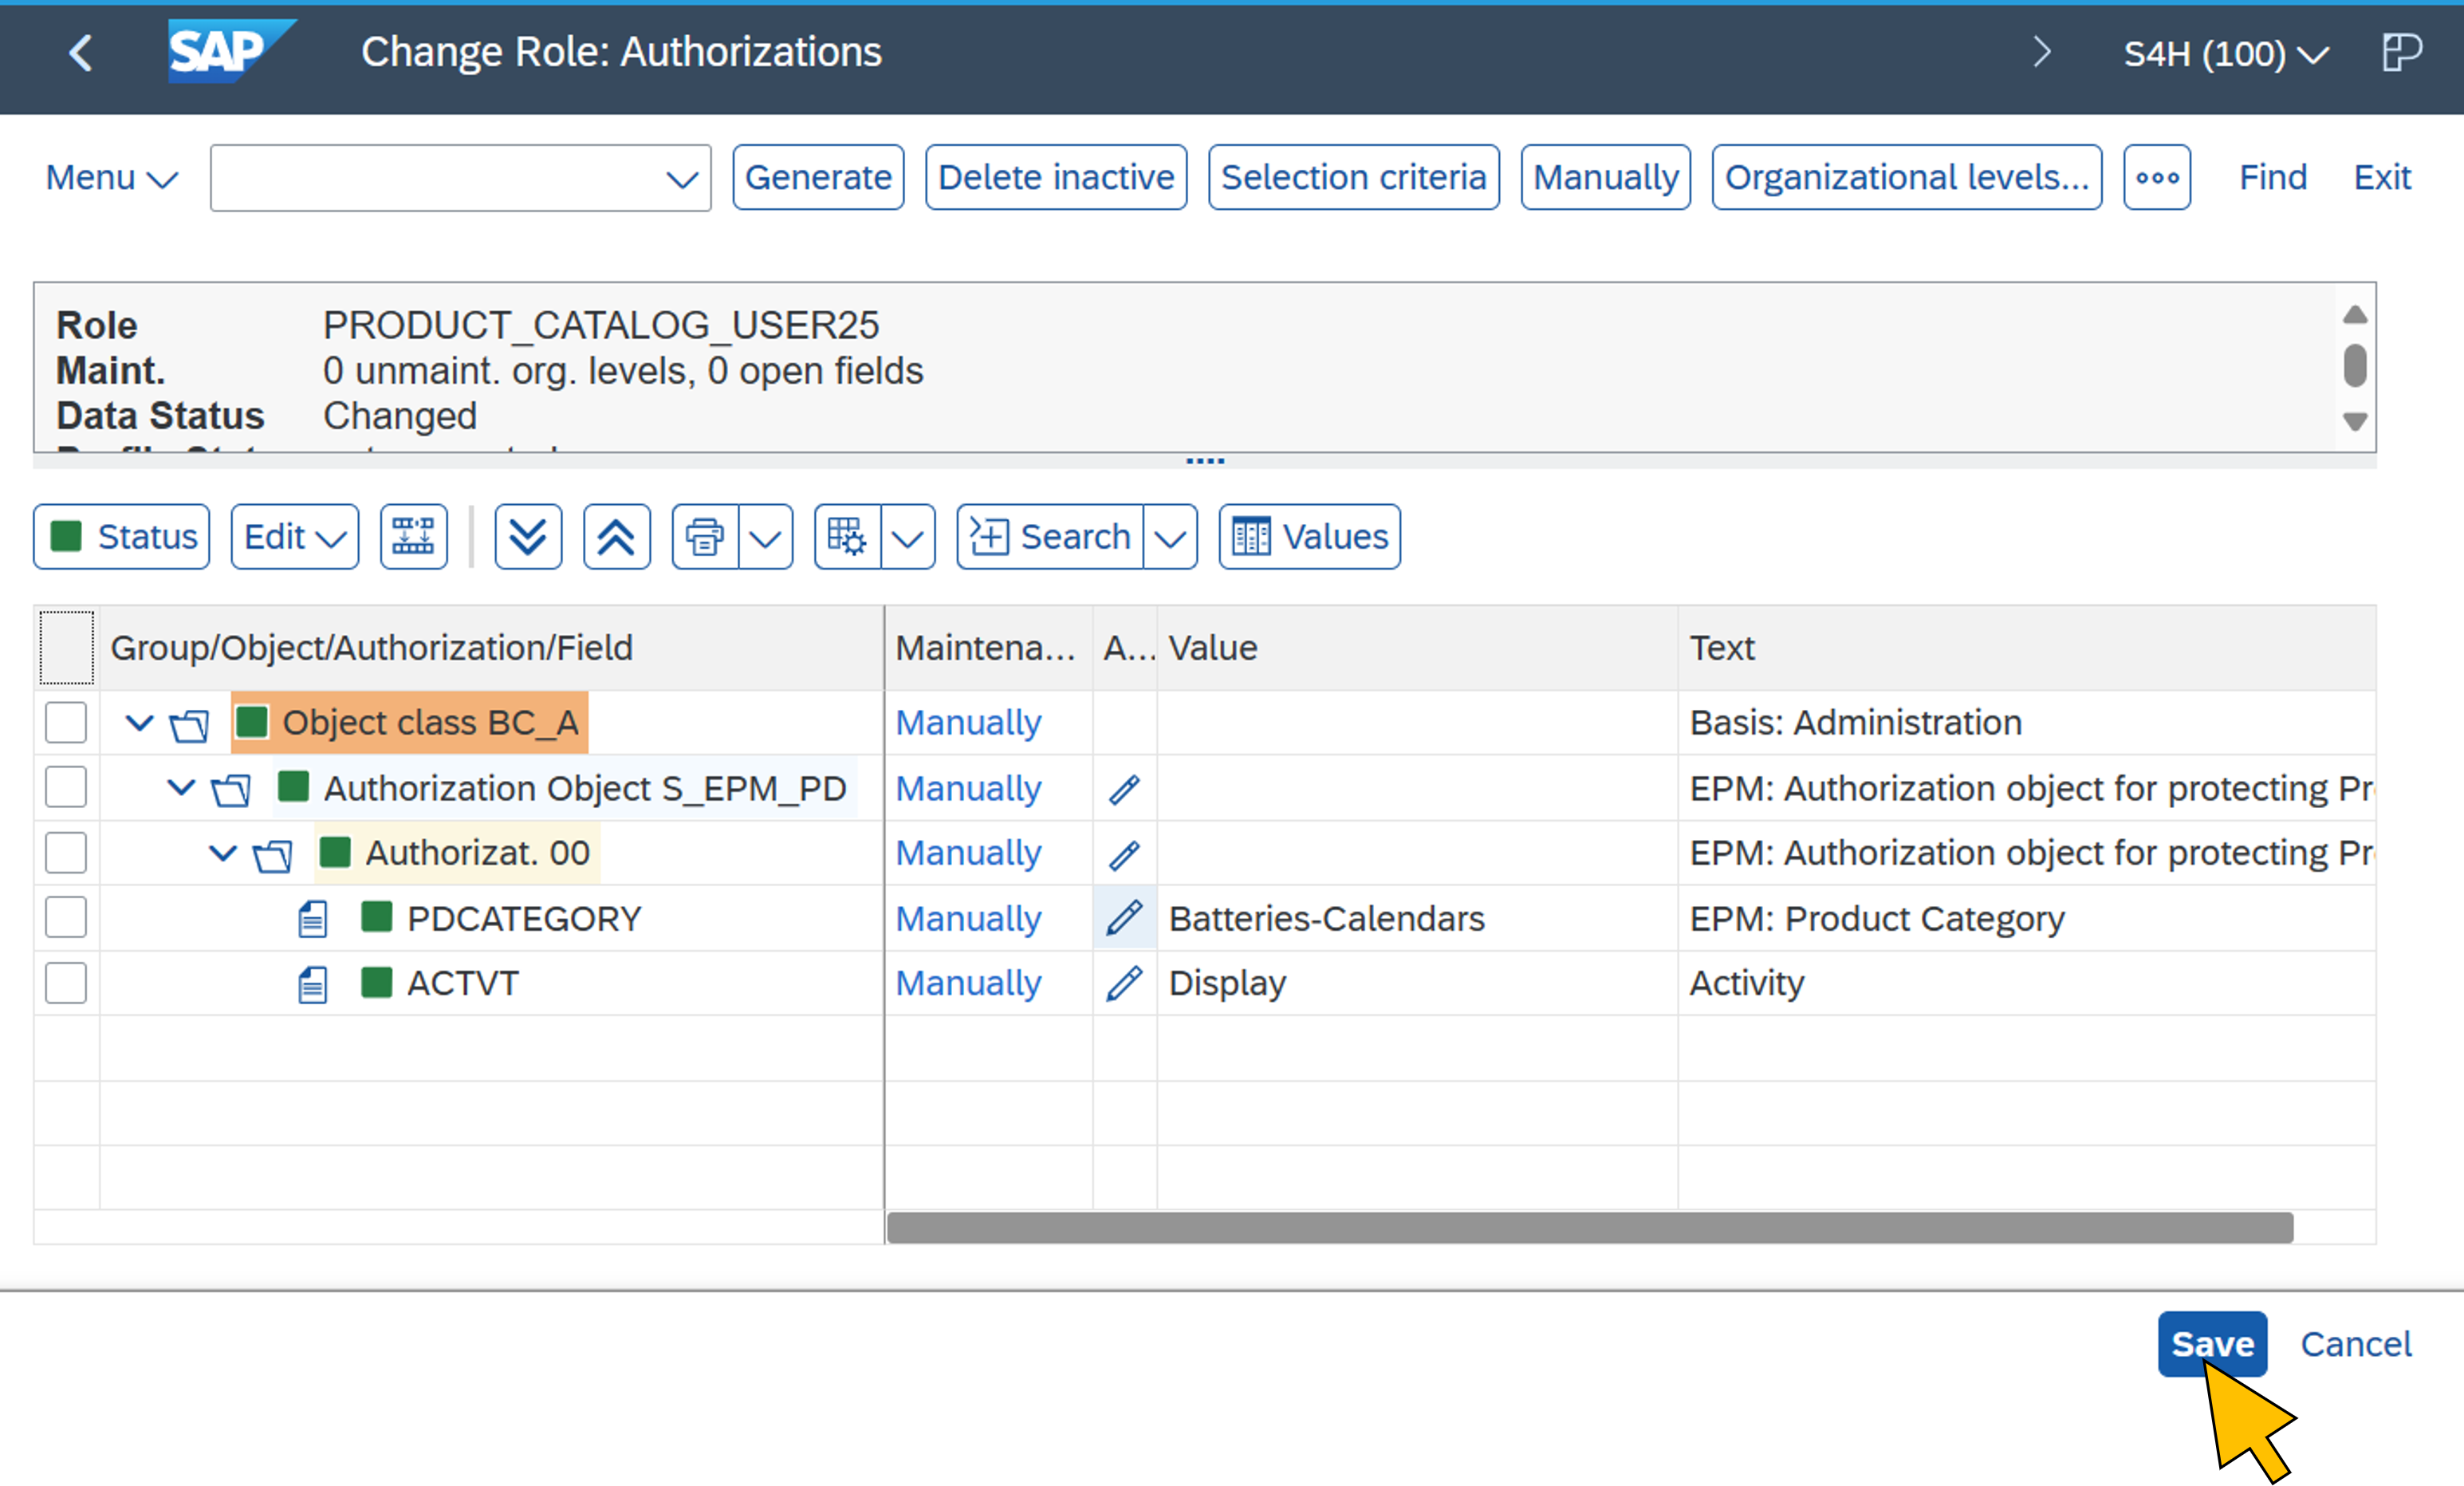 SAP Change Role: Authorizations S4H (100)
Menu Generate Delete inactive Selection criteria Manually Organizational levels... Find Exit
Role PRODUCT_CATALOG_USER25
Maint. 0 unmaint. org. levels, 0 open fields
Data Status Changed
Status Edit Search Values
Group/Object/Authorization/Field Maintena... A... Value Text
Object class BC_A Manually Basis: Administration
Authorization Object S_EPM_PD Manually EPM: Authorization object for protecting Pr
Authorizat. 00 Manually EPM: Authorization object for protecting Pr
PDCATEGORY Manually Batteries-Calendars EPM: Product Category
ACTVT Manually Display Activity
Save Cancel